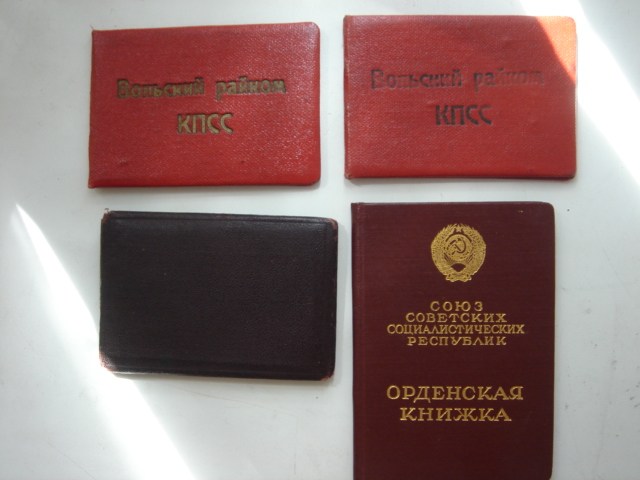 Вольский райком
КПСС
Вольский райком
КПСС
СОЮЗ
СОВЕТСКИХ
СОЦИАЛИСТИЧЕСКИХ
РЕСПУБЛИК
ОРДЕНСКАЯ
КНИЖКА